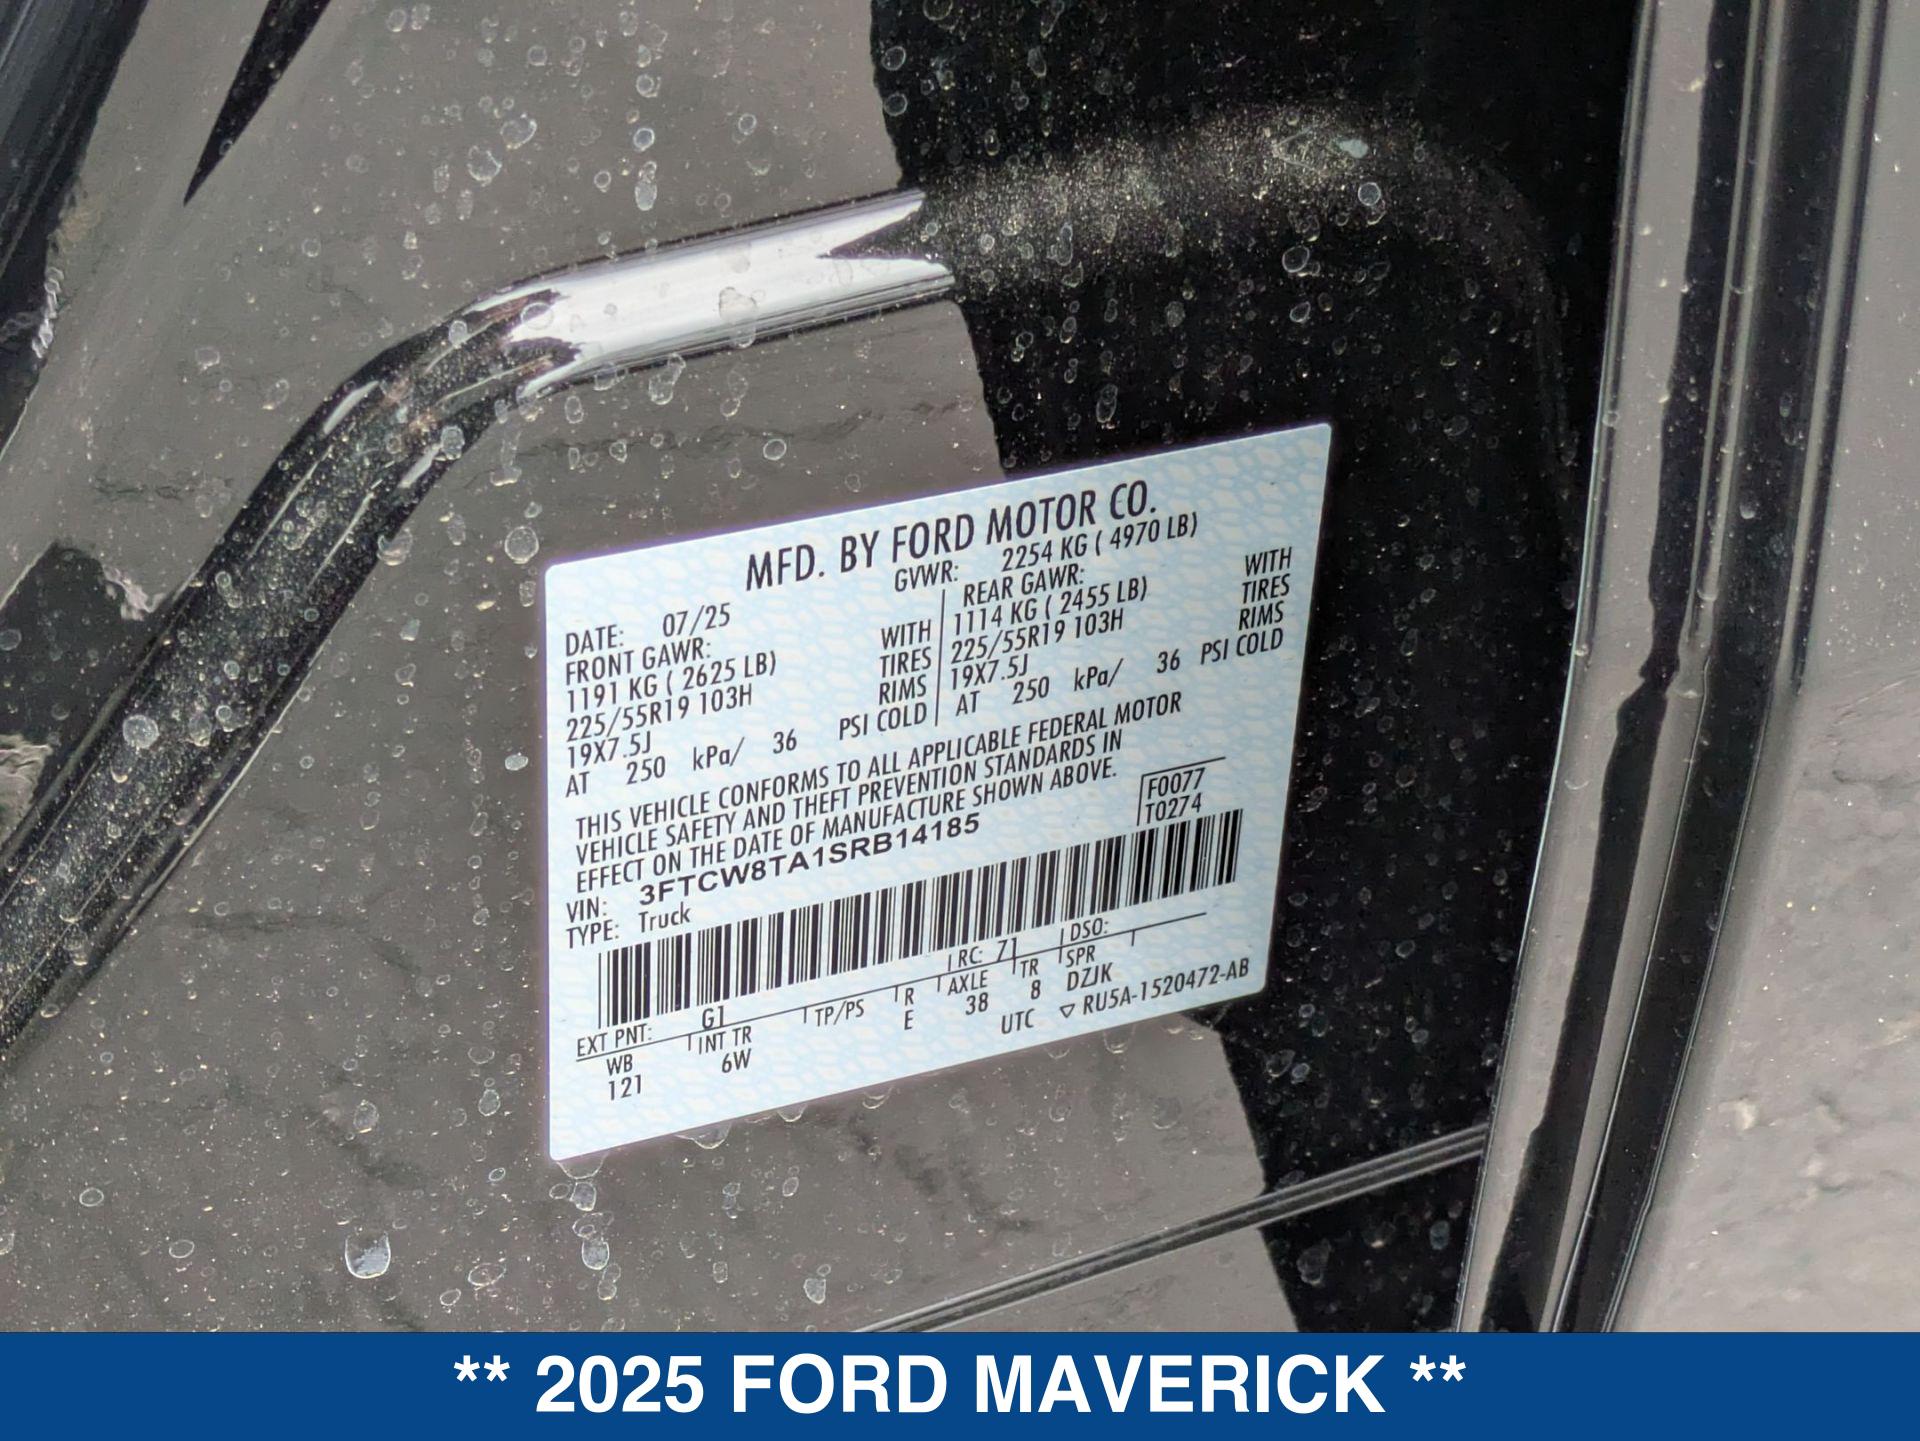 MFD. BY FORD MOTOR CO.
DATE: 07/25 GVWR: 2254 KG ( 4970 LB)
FRONT GAWR: REAR GAWR:
1191 KG ( 2625 LB) WITH 1114 KG ( 2455 LB) WITH
225/55R19 103H TIRES 225/55R19 103H TIRES
19X7.5J RIMS 19X7.5J RIMS
AT 250 kPa/ 36 PSI COLD AT 250 kPa/ 36 PSI COLD
THIS VEHICLE CONFORMS TO ALL APPLICABLE FEDERAL MOTOR
VEHICLE SAFETY AND THEFT PREVENTION STANDARDS IN
EFFECT ON THE DATE OF MANUFACTURE SHOWN ABOVE.
VIN: 3FTCW8TA1SRB14185 F0077
TYPE: Truck T0274
EXT PNT: G1 RC: 71 DSO:
WB INT TR TP/PS R AXLE TR SPR
121 6W E 38 8 DZJK
UTC ▽ RU5A-1520472-AB
** 2025 FORD MAVERICK **